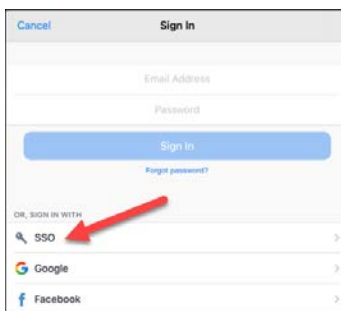 Cancel Sign In
Email Address
Password
Sign In
Forgot password?
OR, SIGN IN WITH
SSO
Google
Facebook